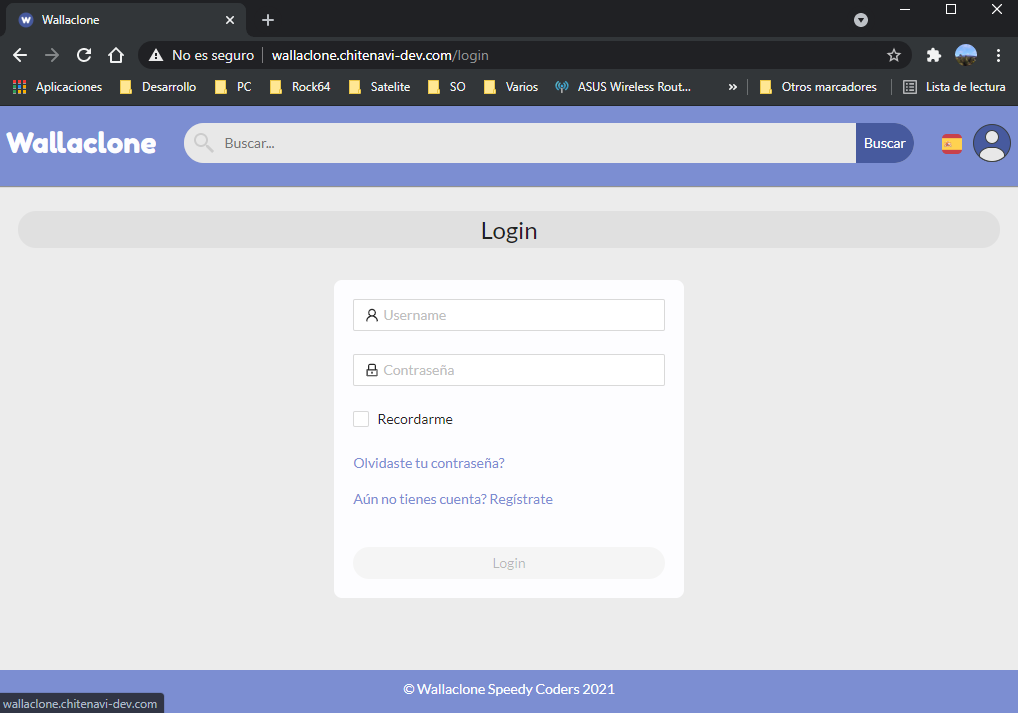 Wallaclone
No es seguro wallaclone.chitenavi-dev.com/login
Aplicaciones Desarrollo PC Rock64 Satelite SO Varios ASUS Wireless Rout... » Otros marcadores Lista de lectura
Wallaclone Buscar... Buscar
Login
Username
Contraseña
Recordarme
Olvidaste tu contraseña?
Aún no tienes cuenta? Regístrate
Login
© Wallaclone Speedy Coders 2021
wallaclone.chitenavi-dev.com